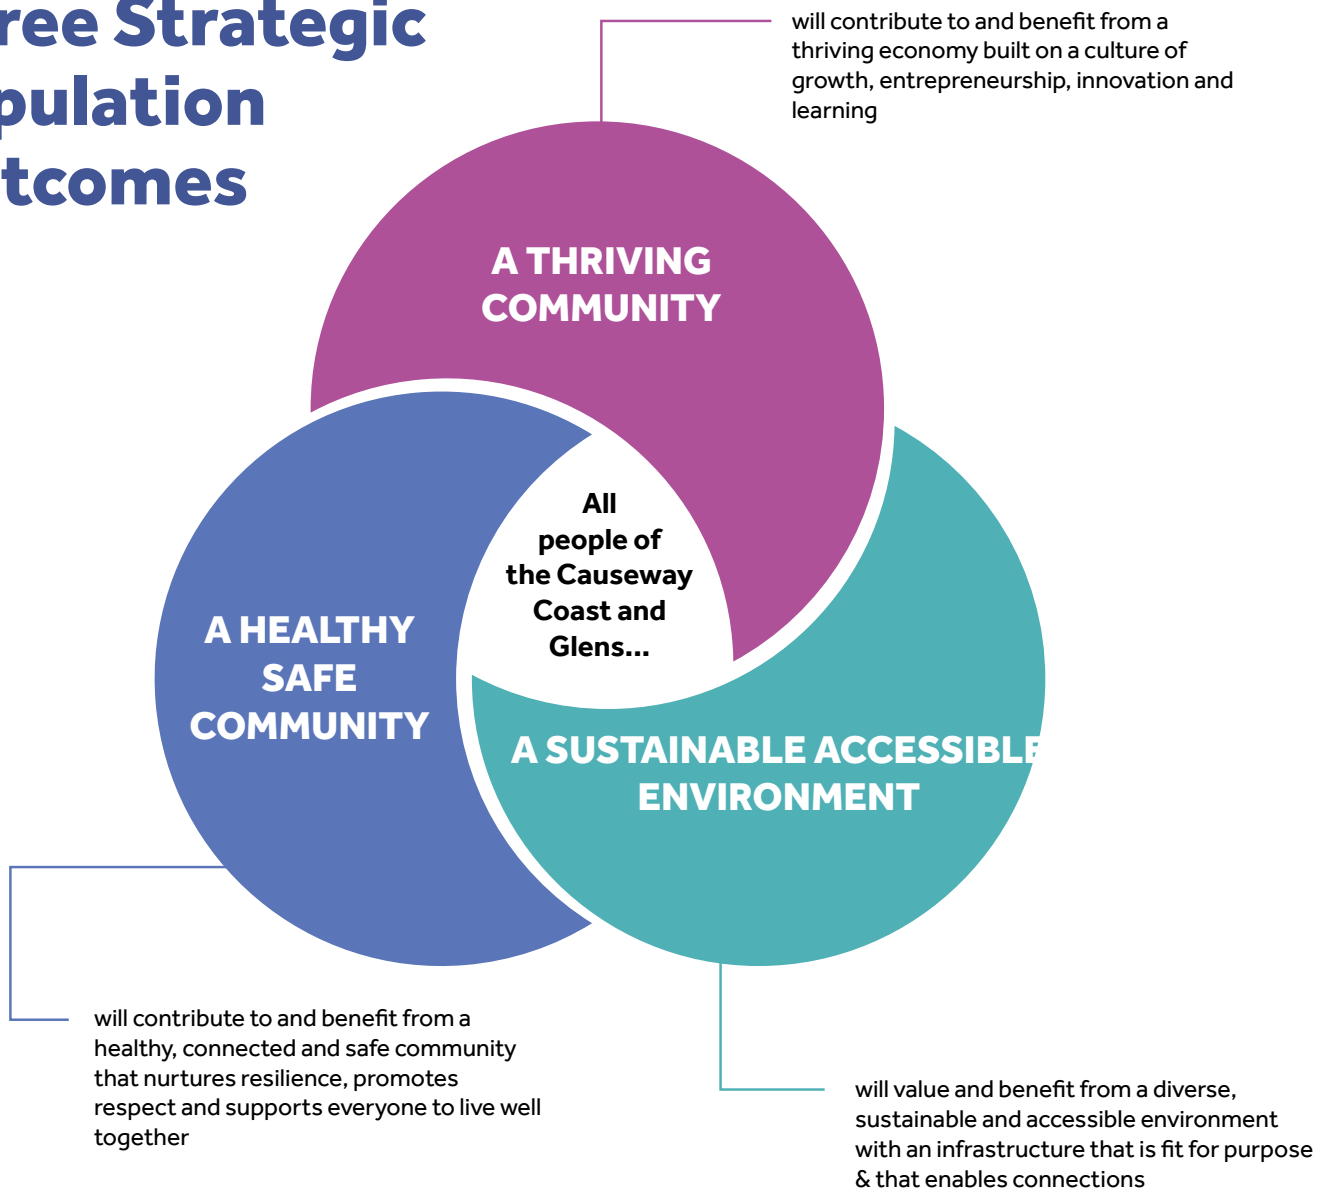 ree Strategic
pulation
tcomes
will contribute to and benefit from a
thriving economy built on a culture of
growth, entrepreneurship, innovation and
learning
A THRIVING
COMMUNITY
All
people of
the Causeway
Coast and
Glens...
A HEALTHY
SAFE
COMMUNITY
A SUSTAINABLE ACCESSIBLE
ENVIRONMENT
will contribute to and benefit from a
healthy, connected and safe community
that nurtures resilience, promotes
respect and supports everyone to live well
together
will value and benefit from a diverse,
sustainable and accessible environment
with an infrastructure that is fit for purpose
& that enables connections